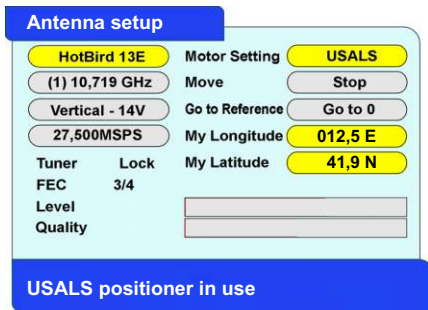 Antenna setup
HotBird 13E Motor Setting USALS
(1) 10,719 GHz Move Stop
Vertical - 14V Go to Reference Go to 0
27,500MSPS My Longitude 012,5 E
Tuner Lock My Latitude 41,9 N
FEC 3/4
Level
Quality
USALS positioner in use